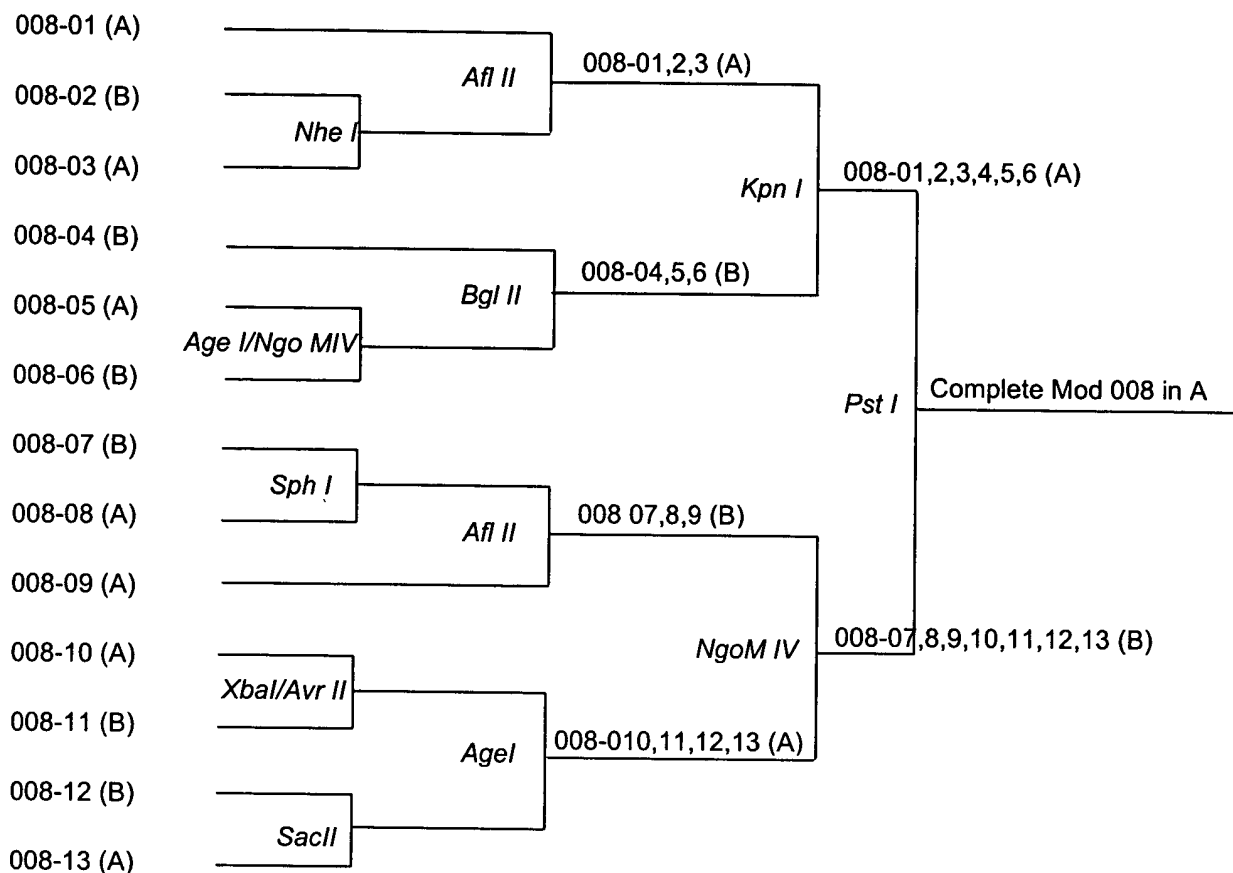 008-01 (A)
Afl II
008-01,2,3 (A)
008-02 (B)
Nhe I
008-03 (A)
Kpn I
008-01,2,3,4,5,6 (A)
008-04 (B)
Bgl II
008-04,5,6 (B)
008-05 (A)
Age I/Ngo MIV
008-06 (B)
Pst I
Complete Mod 008 in A
008-07 (B)
Sph I
008-08 (A)
Afl II
008 07,8,9 (B)
008-09 (A)
NgoM IV
008-07,8,9,10,11,12,13 (B)
008-10 (A)
XbaI/Avr II
008-11 (B)
AgeI
008-010,11,12,13 (A)
008-12 (B)
SacII
008-13 (A)